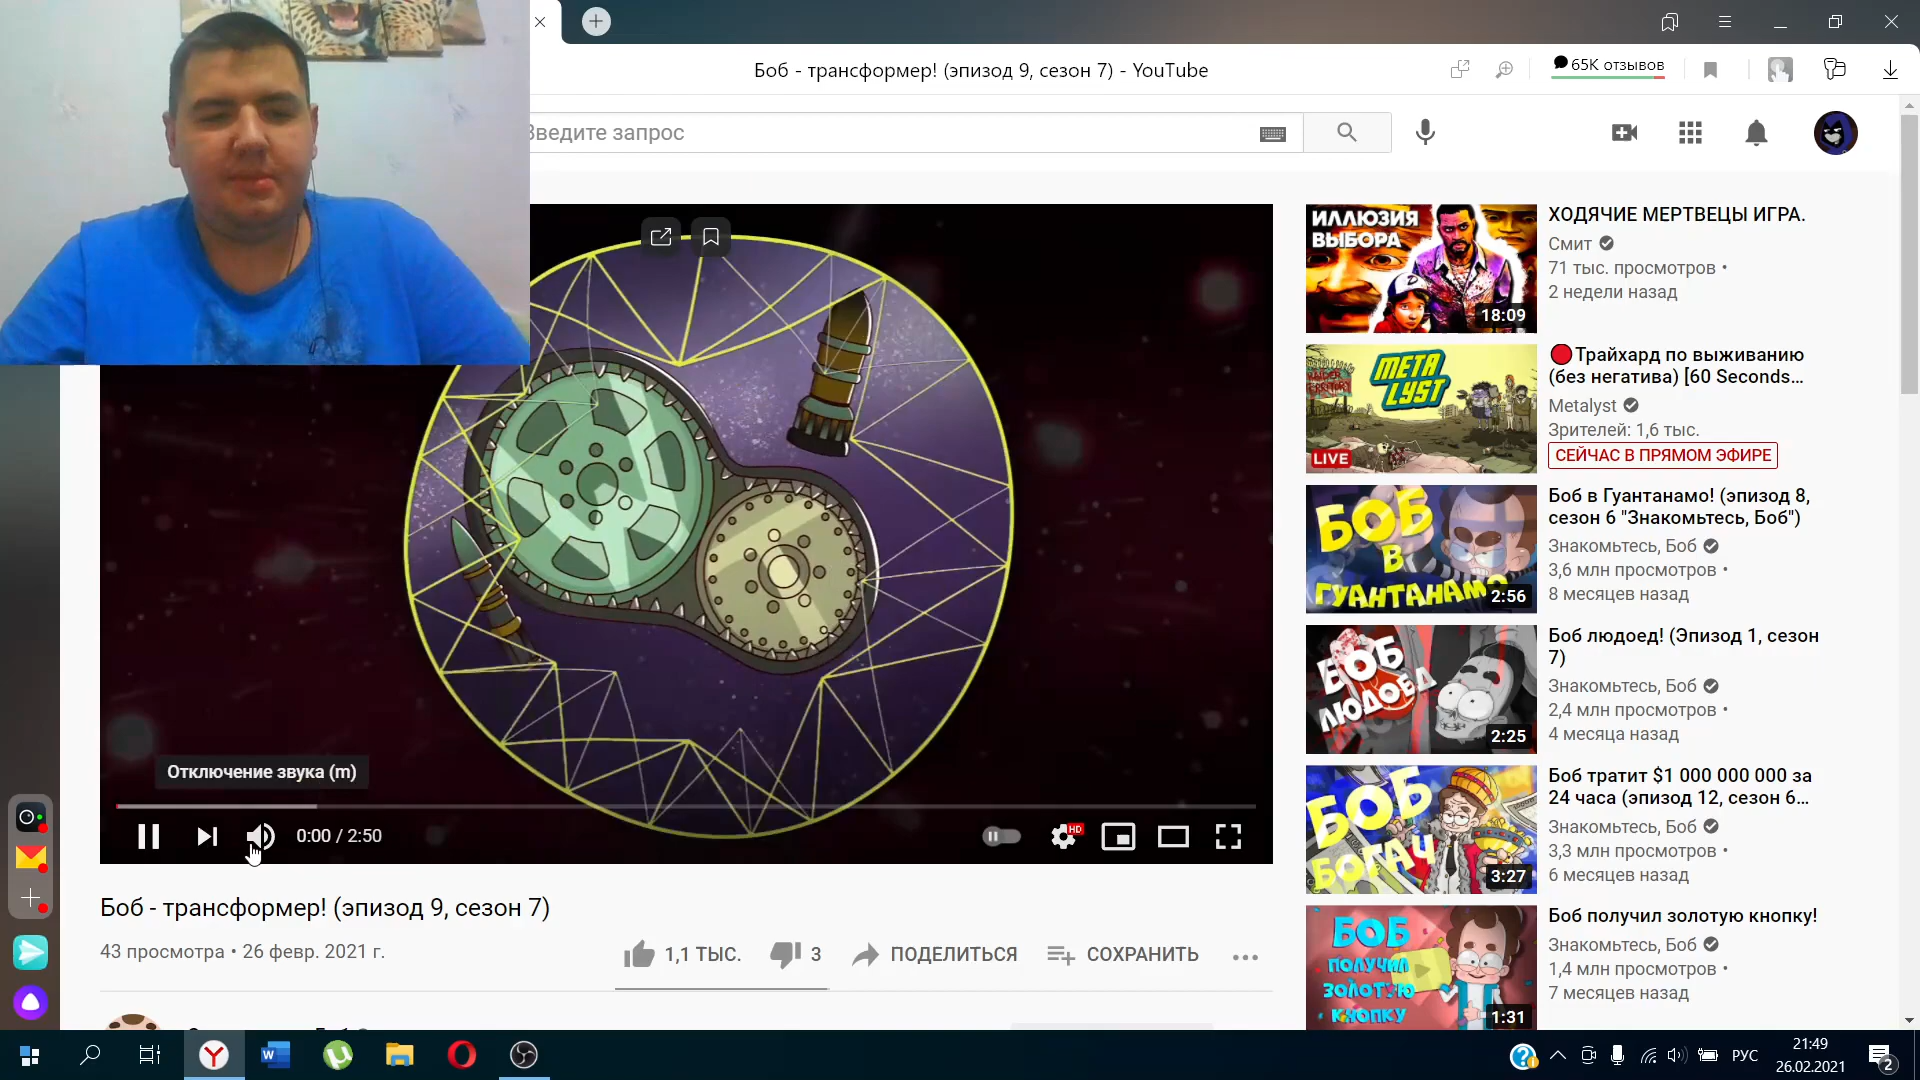 Боб - трансформер! (эпизод 9, сезон 7) - YouTube
65K отзывов
Введите запрос
ИЛЛЮЗИЯ
ВЫБОРА
18:09
ХОДЯЧИЕ МЕРТВЕЦЫ ИГРА.
Смит
71 тыс. просмотров •
2 недели назад
META
LYST
LIVE
Трайхард по выживанию
(без негатива) [60 Seconds...
Metalyst
Зрителей: 1,6 тыс.
СЕЙЧАС В ПРЯМОМ ЭФИРЕ
БОБ
В
ГУАНТАНАМО
2:56
Боб в Гуантанамо! (эпизод 8,
сезон 6 "Знакомьтесь, Боб")
Знакомьтесь, Боб
3,6 млн просмотров •
8 месяцев назад
БОБ
ЛЮДОЕД
2:25
Боб людоед! (Эпизод 1, сезон
7)
Знакомьтесь, Боб
2,4 млн просмотров •
4 месяца назад
БОБ
БОГАЧ
3:27
Боб тратит $1 000 000 000 за
24 часа (эпизод 12, сезон 6...
Знакомьтесь, Боб
3,3 млн просмотров •
6 месяцев назад
БОБ
ПОЛУЧИЛ
ЗОЛОТУЮ
КНОПКУ
1:31
Боб получил золотую кнопку!
Знакомьтесь, Боб
1,4 млн просмотров •
7 месяцев назад
Отключение звука (m)
0:00 / 2:50
HD
Боб - трансформер! (эпизод 9, сезон 7)
43 просмотра • 26 февр. 2021 г.
1,1 ТЫС.
3
ПОДЕЛИТЬСЯ
СОХРАНИТЬ
РУС
21:49
26.02.2021
2